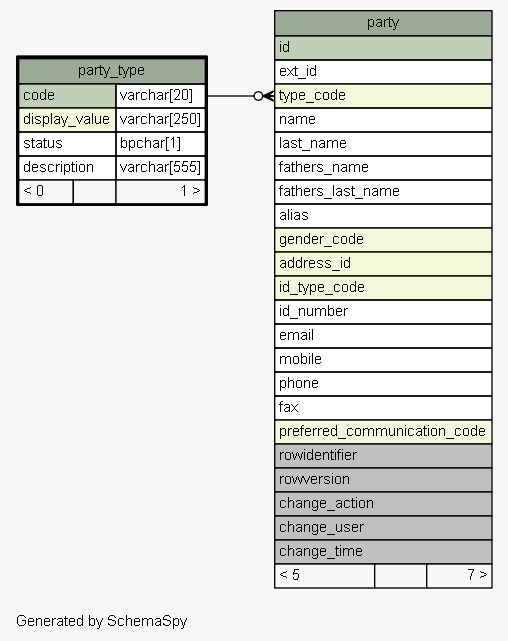 party_type
code varchar[20]
display_value varchar[250]
status bpchar[1]
description varchar[555]
< 0 1 >
party
id
ext_id
type_code
name
last_name
fathers_name
fathers_last_name
alias
gender_code
address_id
id_type_code
id_number
email
mobile
phone
fax
preferred_communication_code
rowidentifier
rowversion
change_action
change_user
change_time
< 5 7 >
Generated by SchemaSpy